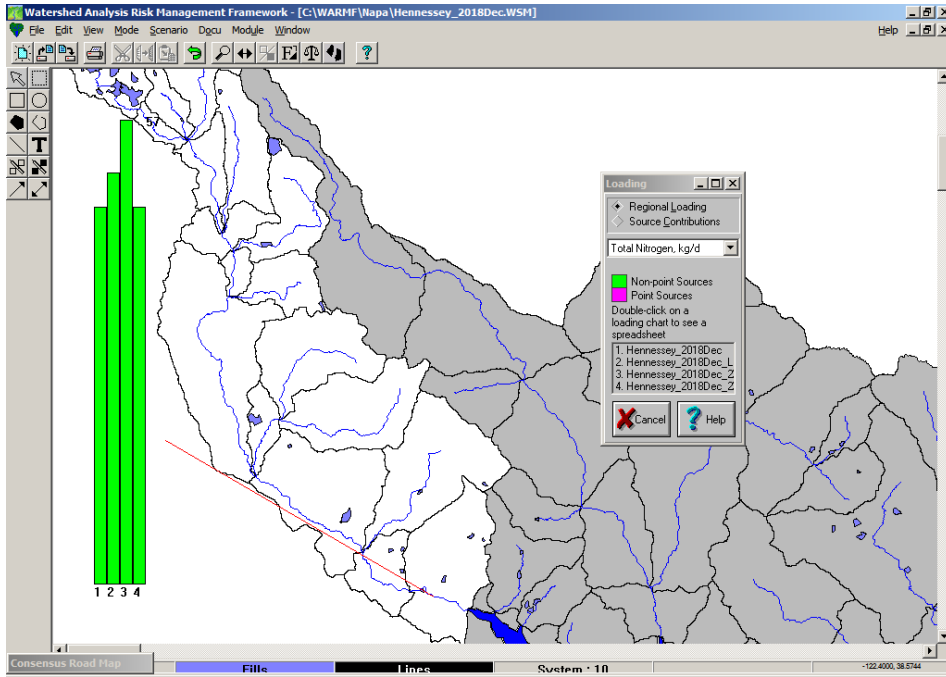 Watershed Analysis Risk Management Framework - [C:\WARMF\Napa\Hennessey_2018Dec.WSM]
File Edit View Mode Scenario Docu Module Window Help
T
57
Loading
Regional Loading
Source Contributions
Total Nitrogen, kg/d
Non-point Sources
Point Sources
Double-click on a
loading chart to see a
spreadsheet
1. Hennessey_2018Dec
2. Hennessey_2018Dec_L
3. Hennessey_2018Dec_Z
4. Hennessey_2018Dec_Z
Cancel ? Help
1 2 3 4
Consensus Road Map
Fills Lines System : 10 -122.4000, 38.5744